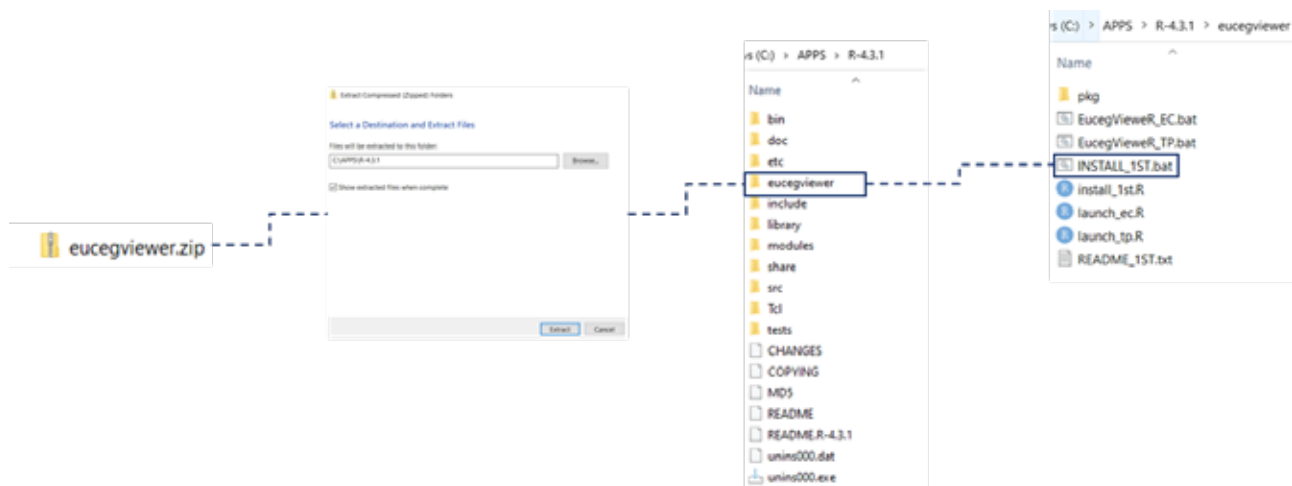 eucegviewer.zip
Extract Compressed (Zipped) Folders
Select a Destination and Extract Files
Files will be extracted to this folder:
C:\APPS\R-4.3.1
Browse...
Show extracted files when complete
Extract Cancel
s (C:) > APPS > R-4.3.1
Name
bin
doc
etc
eucegviewer
include
library
modules
share
src
Tcl
tests
CHANGES
COPYING
MD5
README
README.R-4.3.1
unins000.dat
unins000.exe
s (C:) > APPS > R-4.3.1 > eucegviewer
Name
pkg
EucegVieweR_EC.bat
EucegVieweR_TP.bat
INSTALL_1ST.bat
install_1st.R
launch_ec.R
launch_tp.R
README_1ST.txt